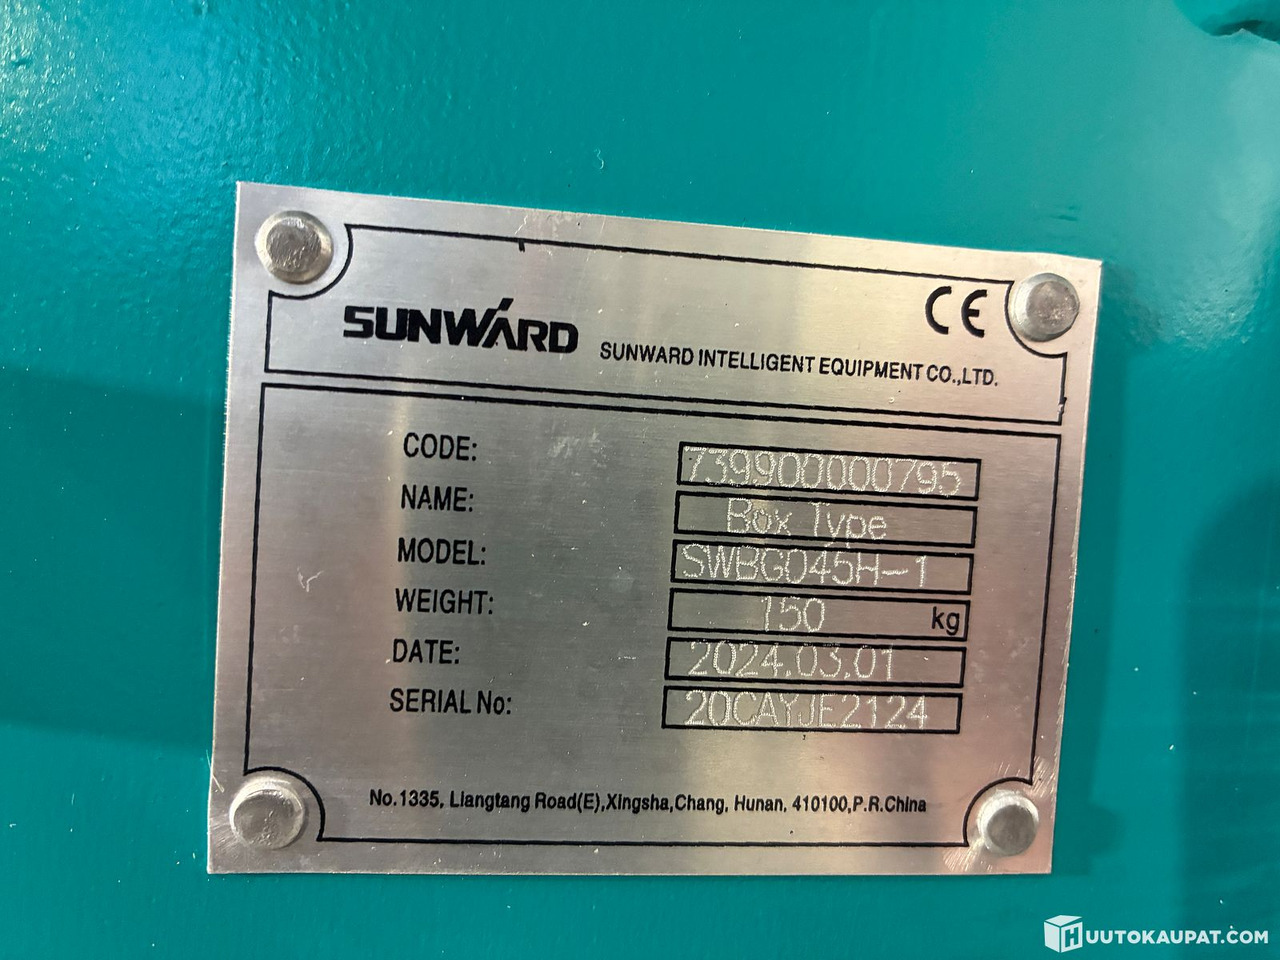 SUNWARD
CE
SUNWARD INTELLIGENT EQUIPMENT CO.,LTD.
CODE: 739900000795
NAME: Box Type
MODEL: SWBG045H-1
WEIGHT: 150 kg
DATE: 2024.03.01
SERIAL No: 20CAYJE2124
No.1335, Liangtang Road(E),Xingsha,Chang, Hunan, 410100,P.R.China
HUUTOKAUPAT.COM